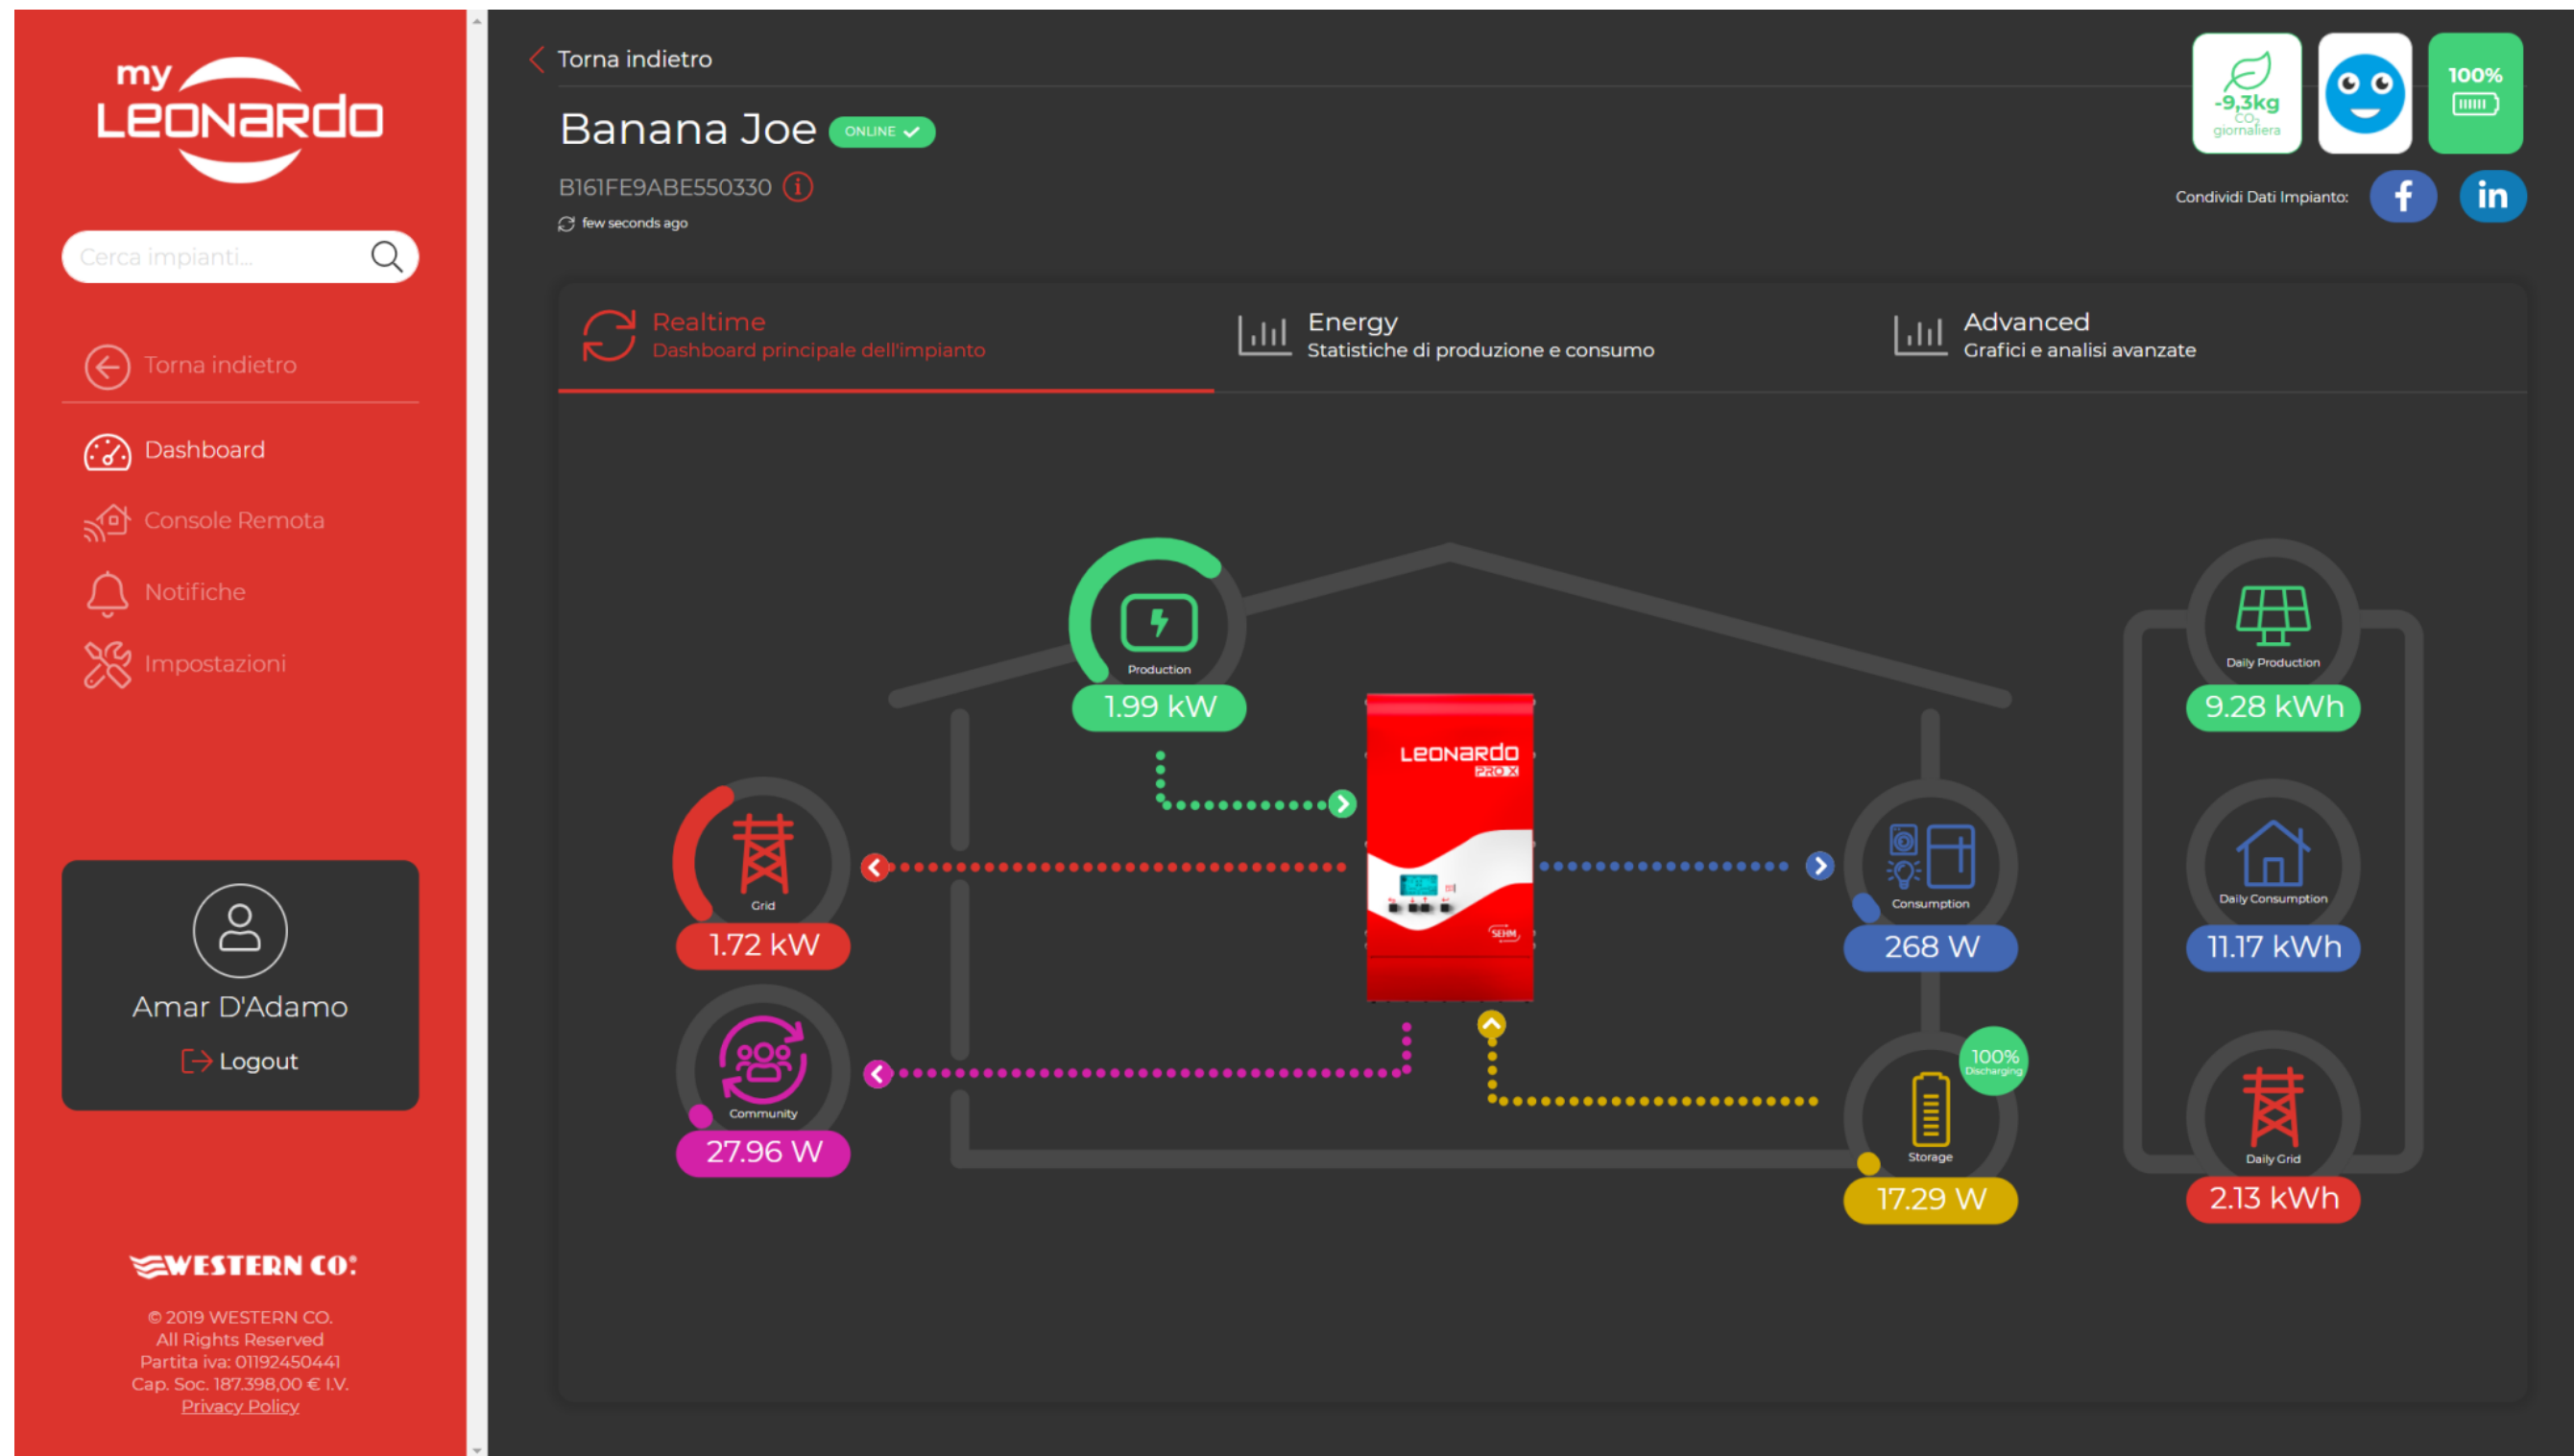 my
LEONARDO
Cerca impianti...
Torna indietro
Dashboard
Console Remota
Notifiche
Impostazioni
Amar D'Adamo
Logout
WESTERN CO.
© 2019 WESTERN CO.
All Rights Reserved
Partita iva: 01192450441
Cap. Soc. 187.398,00 € I.V.
Privacy Policy
Torna indietro
Banana Joe ONLINE
B161FE9ABE550330
few seconds ago
-9,3kg
CO2
giornaliera
100%
Condividi Dati Impianto:
f
in
Realtime
Dashboard principale dell'impianto
Energy
Statistiche di produzione e consumo
Advanced
Grafici e analisi avanzate
Production
1.99 kW
LEONARDO
PRO X
SEHM
Grid
1.72 kW
Community
27.96 W
Consumption
268 W
100%
Discharging
Storage
17.29 W
Daily Production
9.28 kWh
Daily Consumption
11.17 kWh
Daily Grid
2.13 kWh